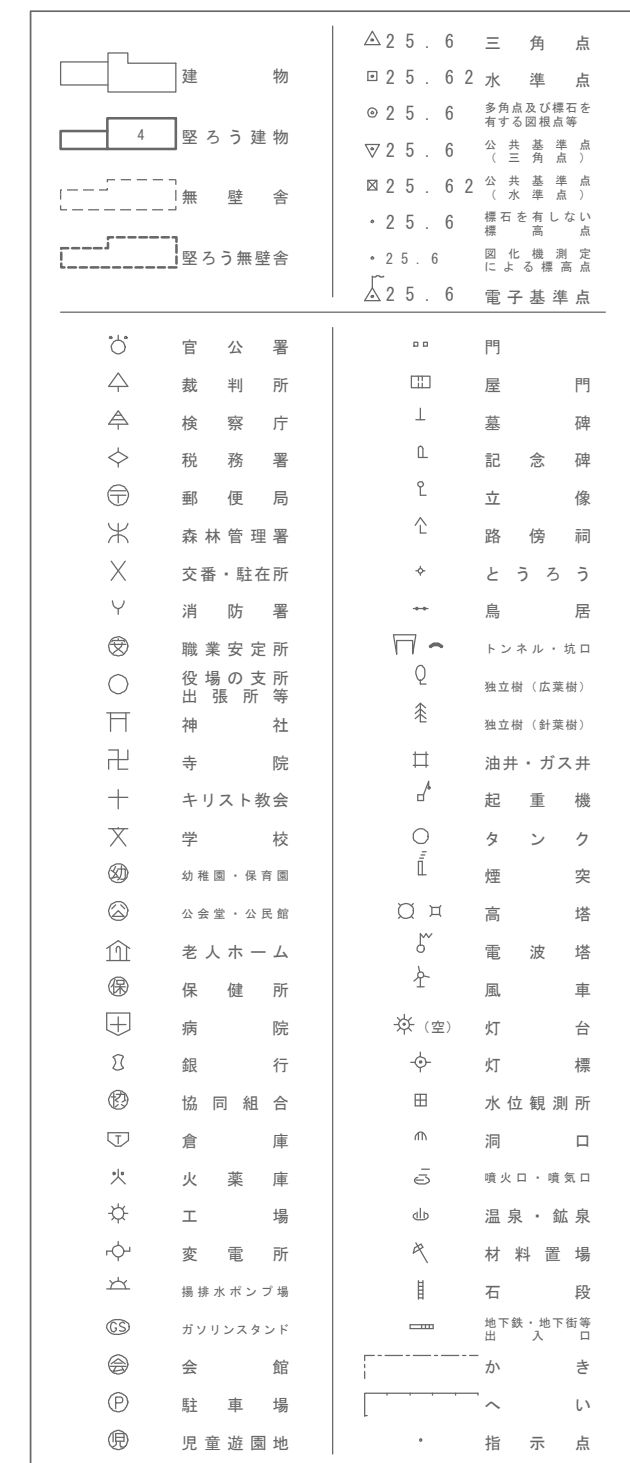 建物
4
堅ろう建物
無壁舎
堅ろう無壁舎
25.6 三角点
25.62 水準点
25.6 多角点及び標石を
有する図根点等
25.6 公共基準点
(三角点)
25.62 公共基準点
(水準点)
25.6 標石を有しない
標高点
25.6 図化機測定
による標高点
25.6 電子基準点
官公署
裁判所
検察庁
税務署
郵便局
森林管理署
交番・駐在所
消防署
安 職業安定所
役場の支所
出張所等
神社
寺院
キリスト教会
文 学校
幼 幼稚園・保育園
公 公会堂・公民館
老人ホーム
保 保健所
病院
銀行
協 協同組合
T 倉庫
火薬庫
工場
変電所
揚排水ポンプ場
GS ガソリンスタンド
会 会館
P 駐車場
児 児童遊園地
門
屋門
墓碑
記念碑
立像
路傍祠
とうろう
鳥居
トンネル・坑口
独立樹(広葉樹)
独立樹(針葉樹)
油井・ガス井
起重機
タンク
煙突
高塔
電波塔
風車
(空) 灯台
灯標
水位観測所
洞口
噴火口・噴気口
温泉・鉱泉
材料置場
石段
地下鉄・地下街等
出入口
かき
へい
指示点